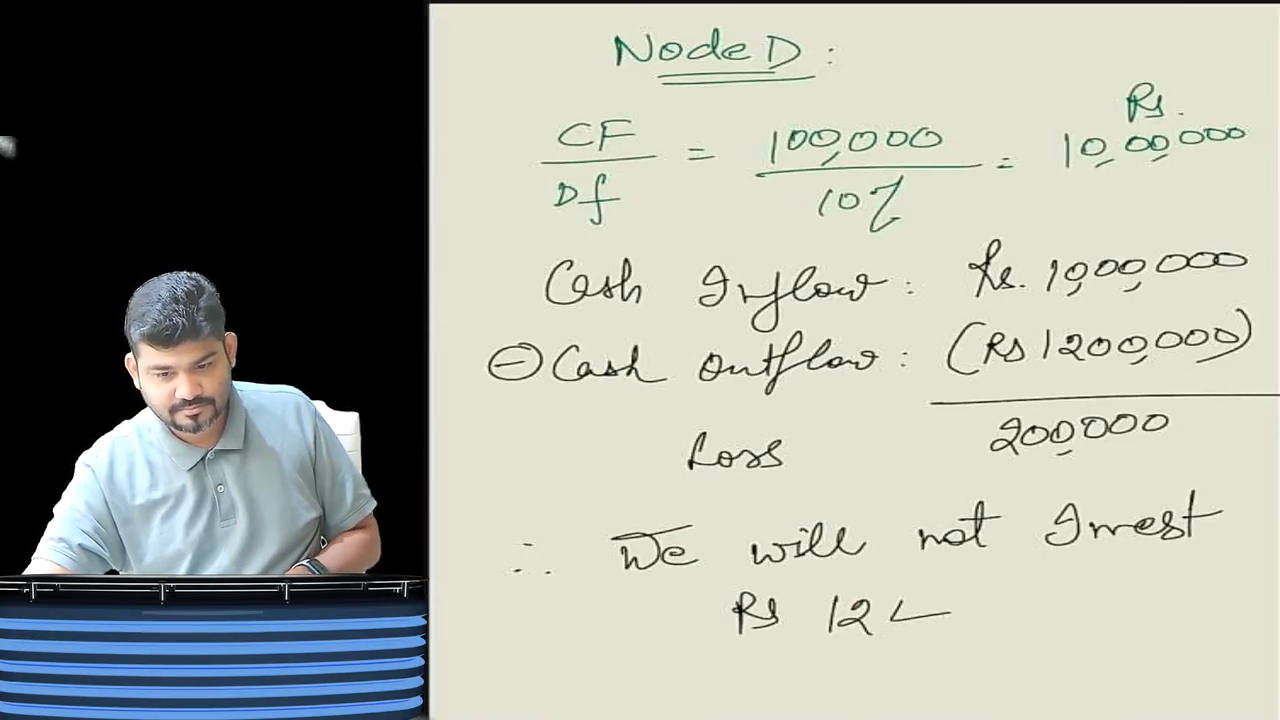 Node D :
CF / Df = 100,000 / 10% = Rs. 10,00,000
Cash Inflow : Rs. 10,00,000
(-) Cash outflow : (Rs 1200,000)
Loss 200,000
∴ We will not Invest
Rs 12 L